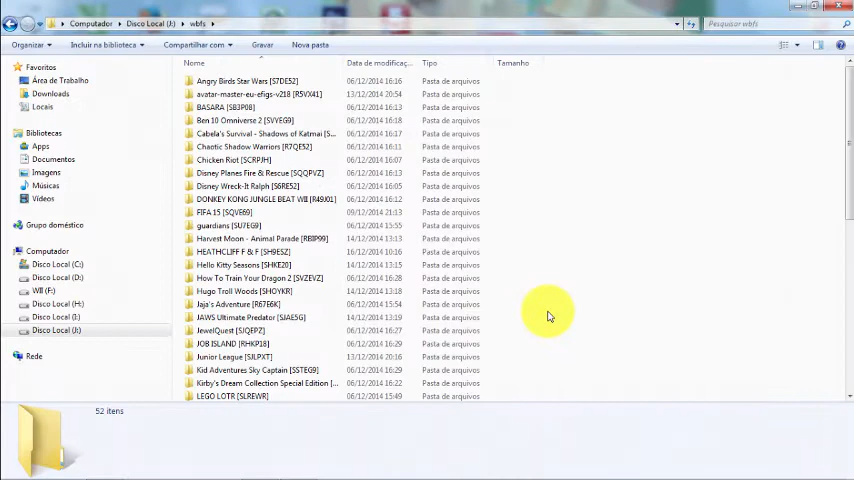 Computador ▸ Disco Local (J:) ▸ wbfs ▸
Pesquisar wbfs
Organizar ▾ Incluir na biblioteca ▾ Compartilhar com ▾ Gravar Nova pasta
Nome Data de modificaç... Tipo Tamanho
Favoritos
Área de Trabalho
Downloads
Locais
Bibliotecas
Apps
Documentos
Imagens
Músicas
Vídeos
Grupo doméstico
Computador
Disco Local (C:)
Disco Local (D:)
WII (F:)
Disco Local (H:)
Disco Local (I:)
Disco Local (J:)
Rede
Angry Birds Star Wars [S7DE52] 06/12/2014 16:16 Pasta de arquivos
avatar-master-eu-efigs-v218 [R5VX41] 13/12/2014 20:54 Pasta de arquivos
BASARA [SB3P08] 06/12/2014 16:13 Pasta de arquivos
Ben 10 Omniverse 2 [SVYEG9] 06/12/2014 16:18 Pasta de arquivos
Cabela's Survival - Shadows of Katmai [S... 06/12/2014 16:17 Pasta de arquivos
Chaotic Shadow Warriors [R7QE52] 06/12/2014 16:11 Pasta de arquivos
Chicken Riot [SCRPJH] 06/12/2014 16:07 Pasta de arquivos
Disney Planes Fire & Rescue [SQQPVZ] 06/12/2014 16:13 Pasta de arquivos
Disney Wreck-It Ralph [S6RE52] 06/12/2014 16:05 Pasta de arquivos
DONKEY KONG JUNGLE BEAT WII [R49J01] 06/12/2014 16:12 Pasta de arquivos
FIFA 15 [SQVE69] 09/12/2014 21:13 Pasta de arquivos
guardians [SU7EG9] 06/12/2014 15:55 Pasta de arquivos
Harvest Moon - Animal Parade [RBIP99] 14/12/2014 13:13 Pasta de arquivos
HEATHCLIFF F & F [SH9ESZ] 16/12/2014 10:16 Pasta de arquivos
Hello Kitty Seasons [SHKE20] 14/12/2014 13:15 Pasta de arquivos
How To Train Your Dragon 2 [SVZEVZ] 06/12/2014 16:28 Pasta de arquivos
Hugo Troll Woods [SHOYKR] 14/12/2014 13:18 Pasta de arquivos
Jaja's Adventure [R67E6K] 06/12/2014 15:54 Pasta de arquivos
JAWS Ultimate Predator [SJAE5G] 14/12/2014 13:19 Pasta de arquivos
JewelQuest [SJQEPZ] 06/12/2014 16:27 Pasta de arquivos
JOB ISLAND [RHKP18] 06/12/2014 16:29 Pasta de arquivos
Junior League [SJLPXT] 13/12/2014 20:16 Pasta de arquivos
Kid Adventures Sky Captain [SSTEG9] 06/12/2014 16:29 Pasta de arquivos
Kirby's Dream Collection Special Edition [... 06/12/2014 16:22 Pasta de arquivos
LEGO LOTR [SLREWR] 06/12/2014 15:49 Pasta de arquivos
52 itens